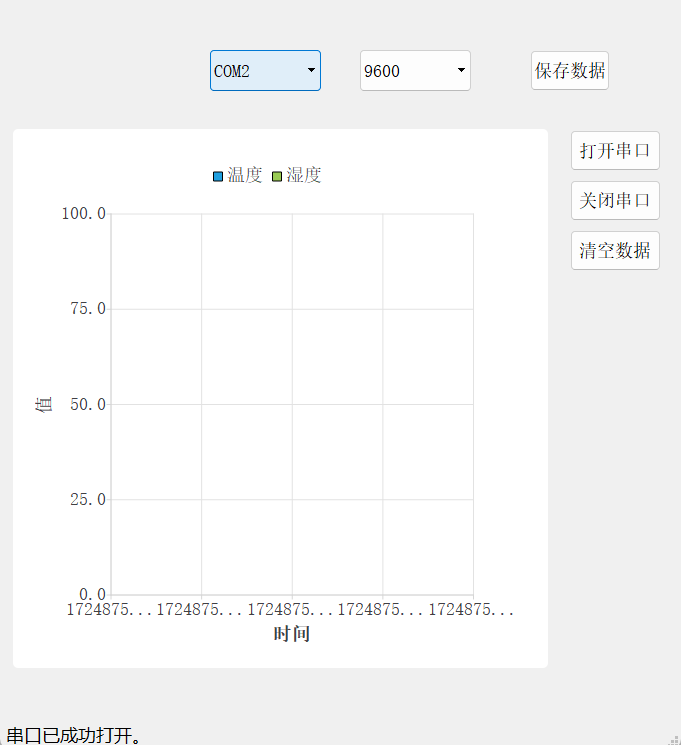 COM2 9600 保存数据
打开串口
关闭串口
清空数据
温度 湿度
100.0
75.0
50.0
25.0
0.0
值
1724875... 1724875... 1724875... 1724875... 1724875...
时间
串口已成功打开。